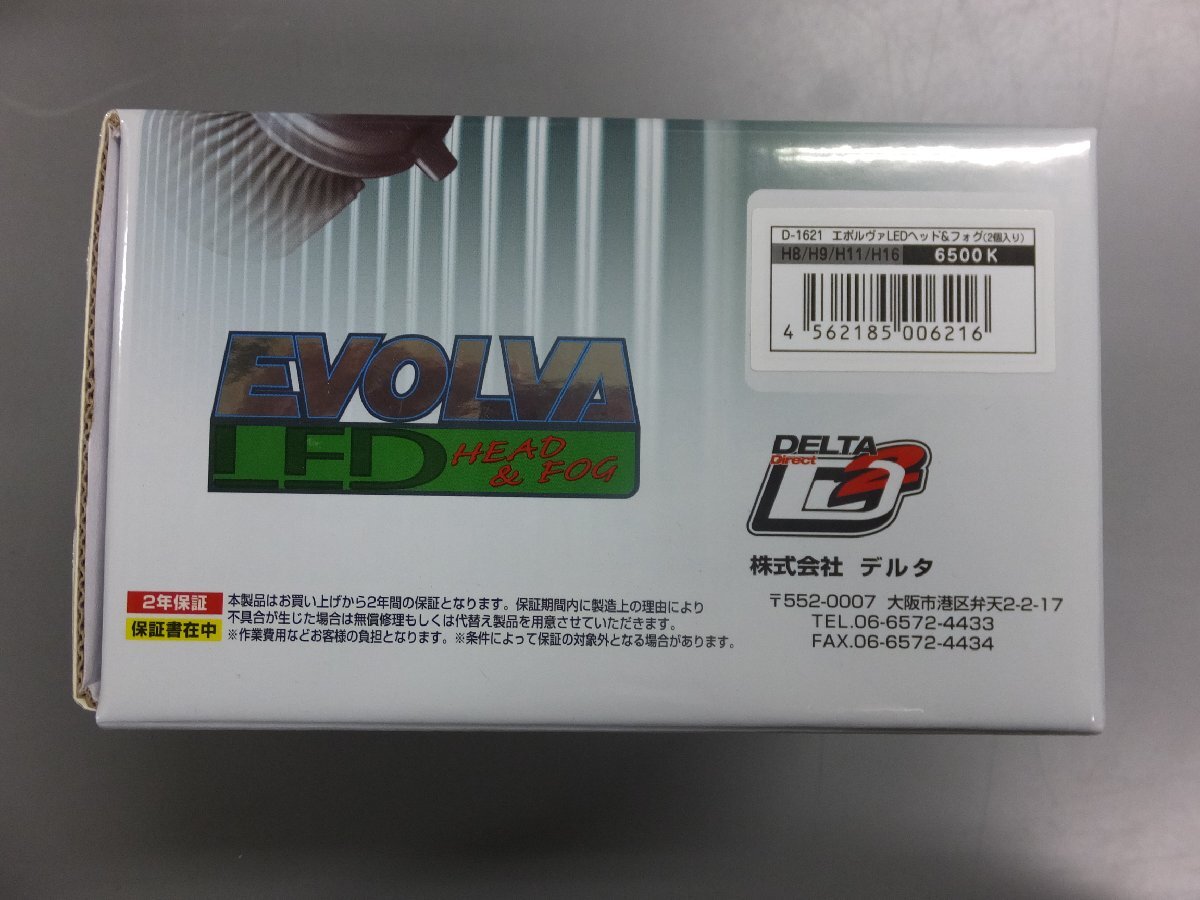 D-1621 エボルヴァLEDヘッド&フォグ(2個入り)
H8/H9/H11/H16 6500K
4 562185 006216
EVOLVA
LED HEAD
& FOG
DELTA
Direct
D2
株式会社 デルタ
〒552-0007 大阪市港区弁天2-2-17
TEL.06-6572-4433
FAX.06-6572-4434
2年保証
保証書在中
本製品はお買い上げから2年間の保証となります。保証期間内に製造上の理由により
不具合が生じた場合は無償修理もしくは代替え製品を用意させていただきます。
※作業費用などお客様の負担となります。※条件によって保証の対象外となる場合があります。